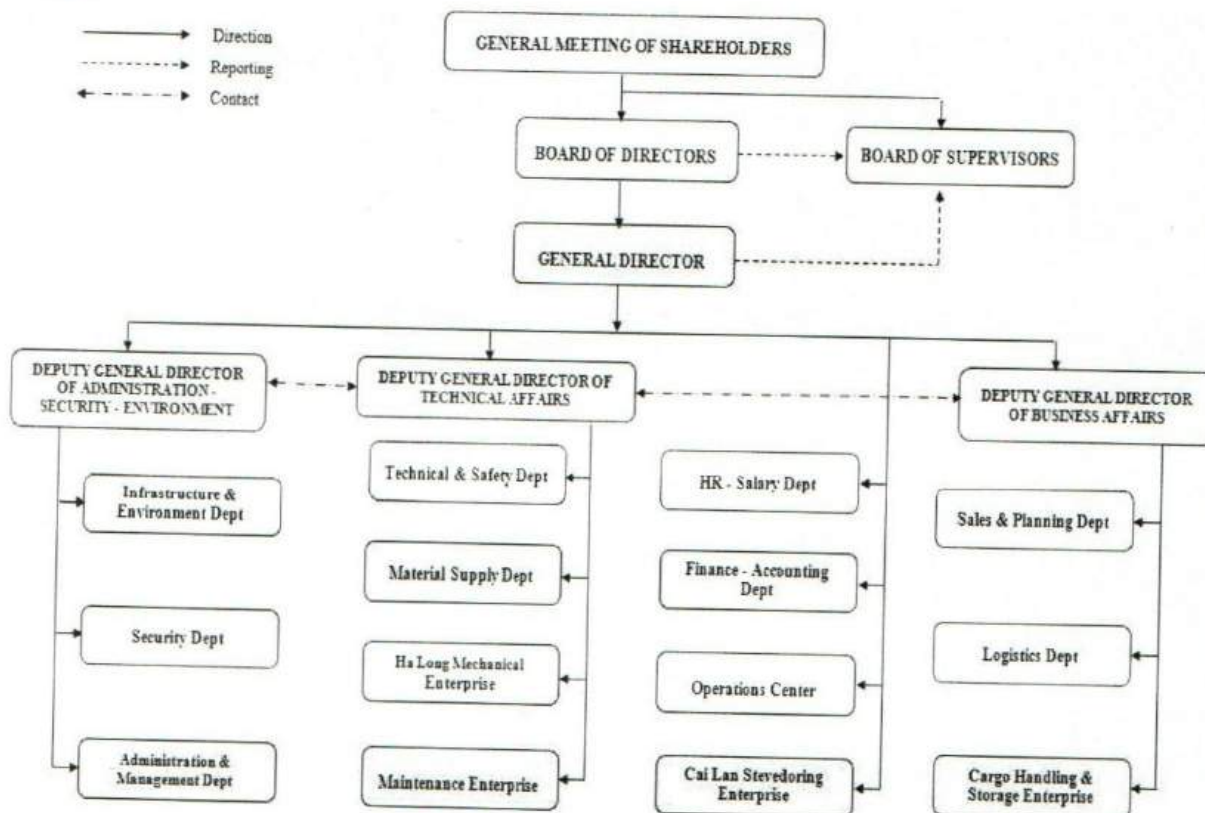 Direction
Reporting
Contact
GENERAL MEETING OF SHAREHOLDERS
BOARD OF DIRECTORS
BOARD OF SUPERVISORS
GENERAL DIRECTOR
DEPUTY GENERAL DIRECTOR
OF ADMINISTRATION -
SECURITY - ENVIRONMENT
DEPUTY GENERAL DIRECTOR OF
TECHNICAL AFFAIRS
DEPUTY GENERAL DIRECTOR
OF BUSINESS AFFAIRS
Infrastructure &
Environment Dept
Security Dept
Administration &
Management Dept
Technical & Safety Dept
Material Supply Dept
Ha Long Mechanical
Enterprise
Maintenance Enterprise
HR - Salary Dept
Finance - Accounting
Dept
Operations Center
Cai Lan Stevedoring
Enterprise
Sales & Planning Dept
Logistics Dept
Cargo Handling &
Storage Enterprise